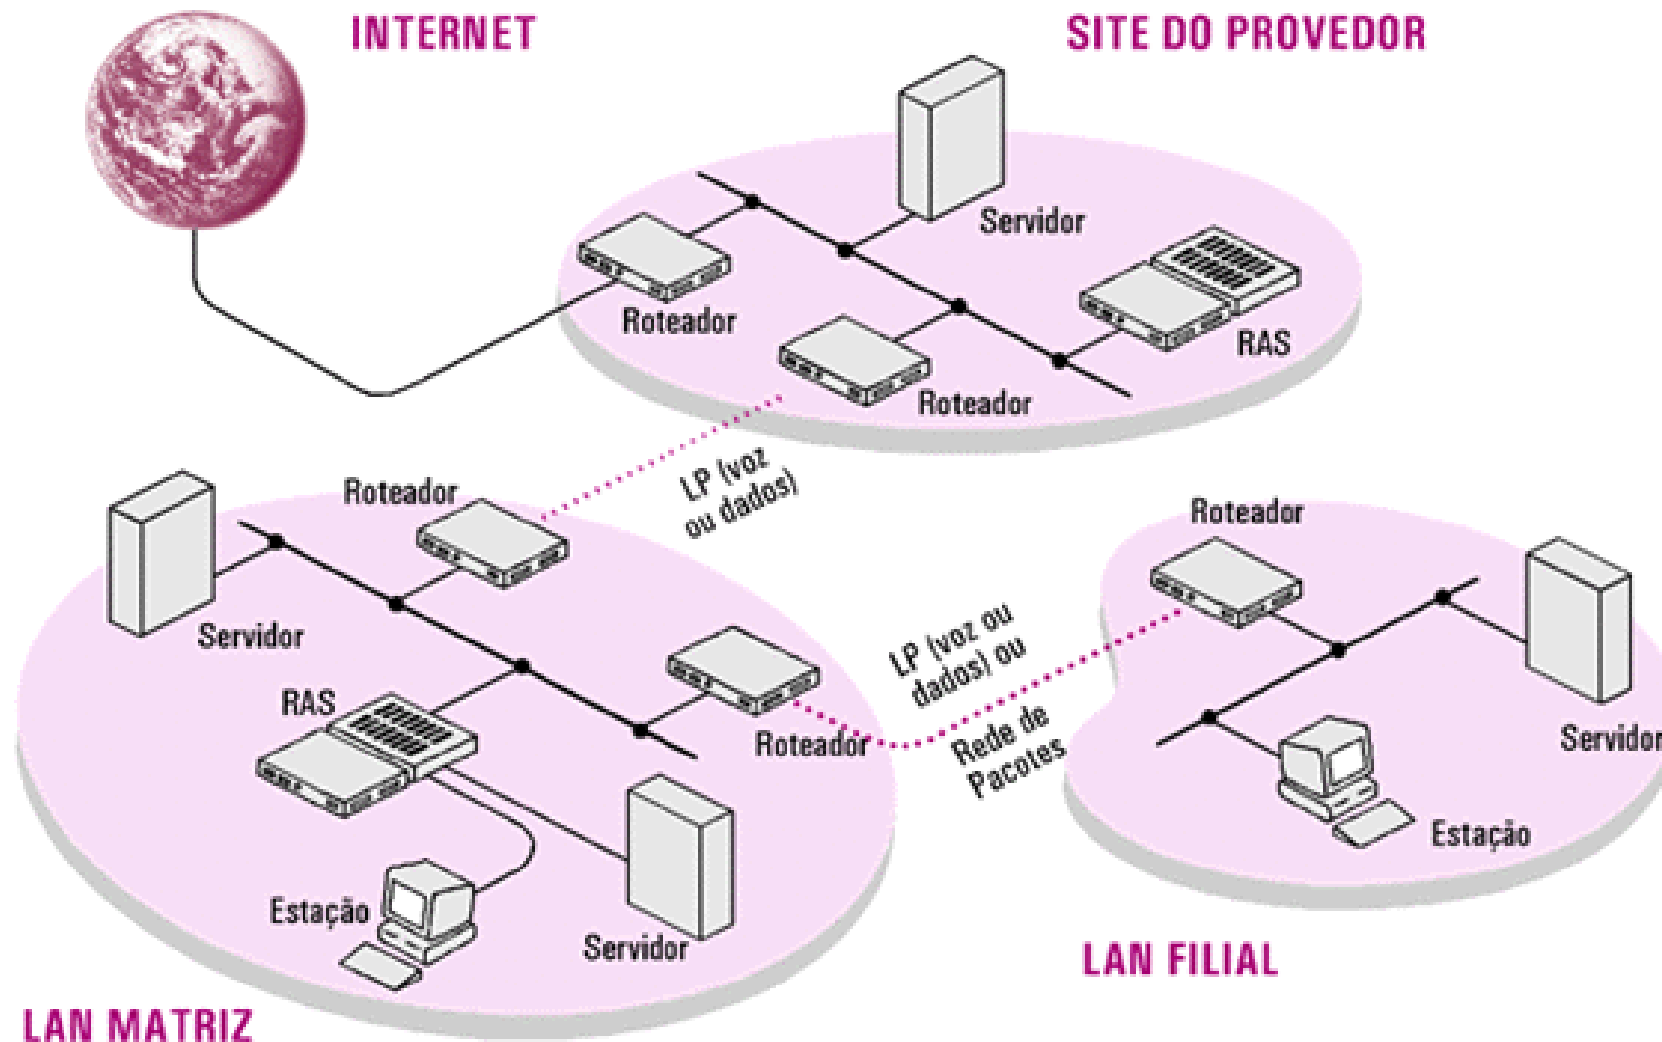 INTERNET
SITE DO PROVEDOR
Servidor
Roteador
RAS
Roteador
LP (voz
ou dados)
Roteador
Servidor
RAS
Roteador
Estação
Servidor
LAN MATRIZ
LP (voz ou
dados) ou
Rede de
Pacotes
Roteador
Servidor
Estação
LAN FILIAL